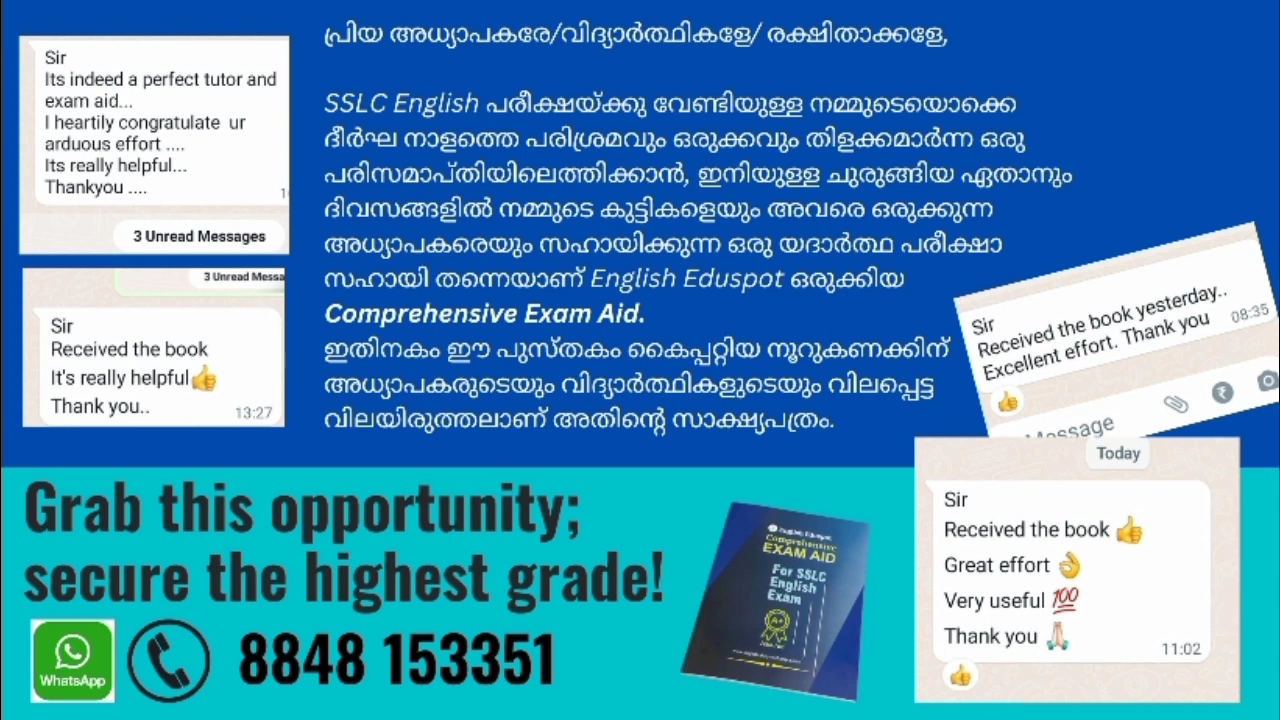 Sir
Its indeed a perfect tutor and
exam aid...
I heartily congratulate ur
arduous effort ....
Its really helpful...
Thankyou ....
3 Unread Messages
3 Unread Messa
Sir
Received the book
It's really helpful👍
Thank you..
13:27
പ്രിയ അധ്യാപകരേ/വിദ്യാർത്ഥികളേ/ രക്ഷിതാക്കളേ,
SSLC English പരീക്ഷയ്ക്കു വേണ്ടിയുള്ള നമ്മുടെയൊക്കെ
ദീർഘ നാളത്തെ പരിശ്രമവും ഒരുക്കവും തിളക്കമാർന്ന ഒരു
പരിസമാപ്തിയിലെത്തിക്കാൻ, ഇനിയുള്ള ചുരുങ്ങിയ ഏതാനും
ദിവസങ്ങളിൽ നമ്മുടെ കുട്ടികളെയും അവരെ ഒരുക്കുന്ന
അധ്യാപകരെയും സഹായിക്കുന്ന ഒരു യദാർത്ഥ പരീക്ഷാ
സഹായി തന്നെയാണ് English Eduspot ഒരുക്കിയ
Comprehensive Exam Aid.
ഇതിനകം ഈ പുസ്തകം കൈപ്പറ്റിയ നൂറുകണക്കിന്
അധ്യാപകരുടെയും വിദ്യാർത്ഥികളുടെയും വിലപ്പെട്ട
വിലയിരുത്തലാണ് അതിന്റെ സാക്ഷ്യപത്രം.
Sir
Received the book yesterday..
Excellent effort. Thank you
08:35
Message
Today
Sir
Received the book 👍
Great effort 👌
Very useful 💯
Thank you 🙏🏻
11:02
Grab this opportunity;
secure the highest grade!
WhatsApp
8848 153351
English Eduspot
Comprehensive
EXAM AID
For SSLC
English
Exam
A+